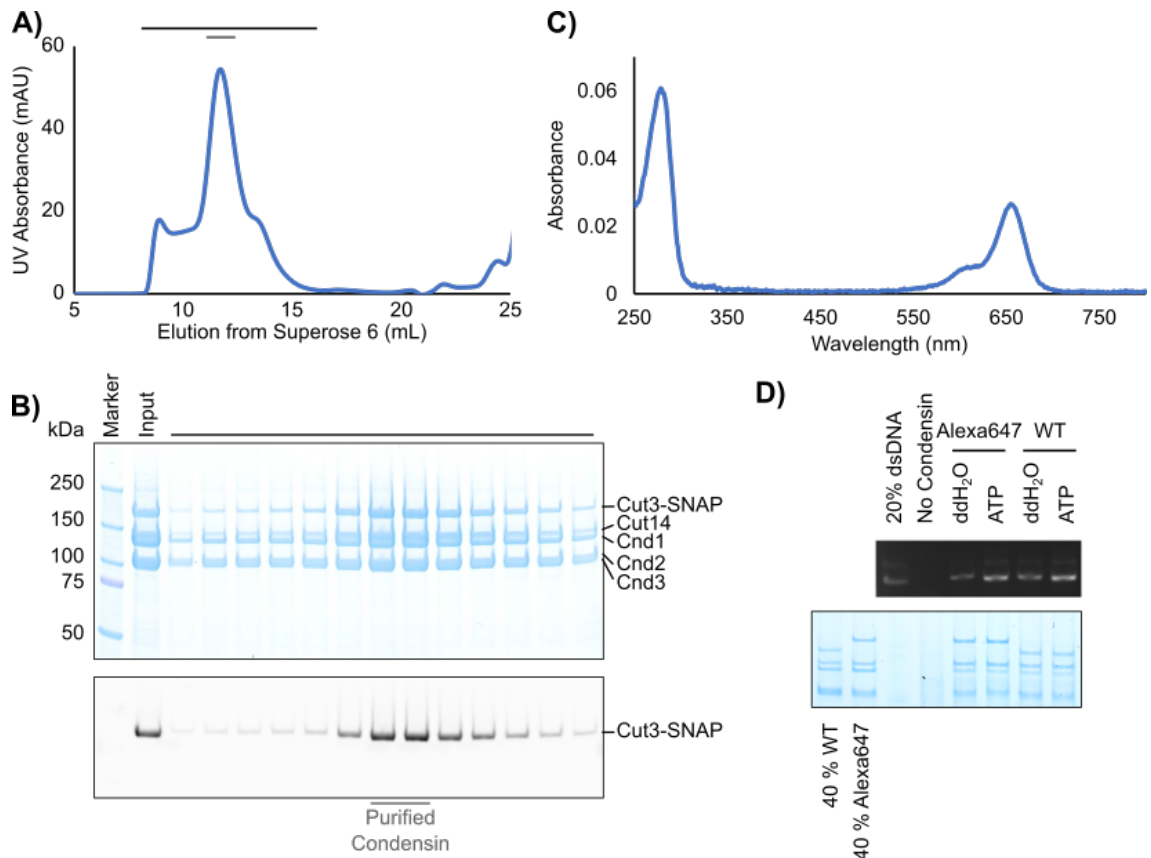 A)
60
40
20
0
UV Absorbance (mAU)
5
10
15
20
25
Elution from Superose 6 (mL)
C)
0.06
0.04
0.02
0
Absorbance
250
350
450
550
650
750
Wavelength (nm)
B)
kDa
Marker
Input
250
150
100
75
50
Cut3-SNAP
Cut14
Cnd1
Cnd2
Cnd3
Cut3-SNAP
Purified
Condensin
D)
20% dsDNA
No Condensin
Alexa647
WT
ddH₂O
ATP
ddH₂O
ATP
40 % WT
40 % Alexa647